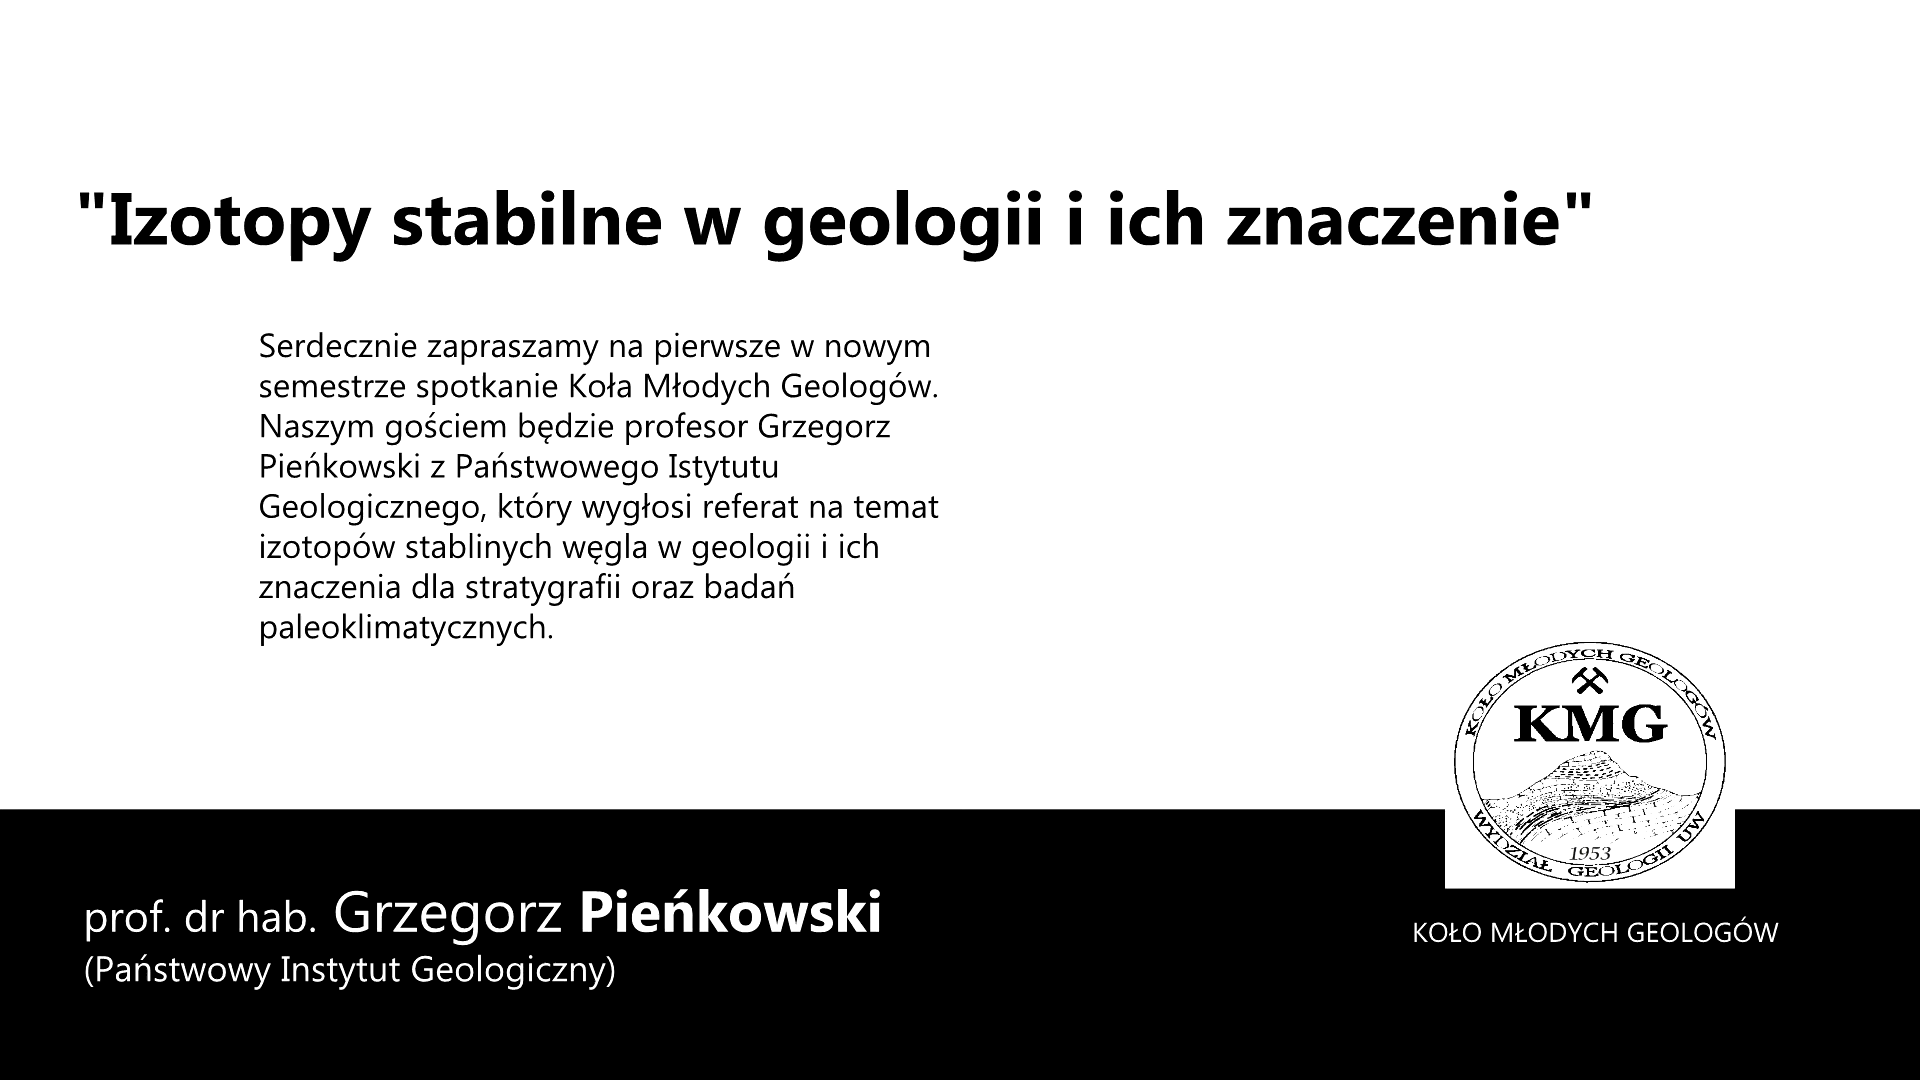 "Izotopy stabilne w geologii i ich znaczenie"
Serdecznie zapraszamy na pierwsze w nowym
semestrze spotkanie Koła Młodych Geologów.
Naszym gościem będzie profesor Grzegorz
Pieńkowski z Państwowego Istytutu
Geologicznego, który wygłosi referat na temat
izotopów stablinych węgla w geologii i ich
znaczenia dla stratygrafii oraz badań
paleoklimatycznych.
KOŁO MŁODYCH GEOLOGÓW
KMG
1953
WYDZIAŁ GEOLOGII UW
prof. dr hab. Grzegorz Pieńkowski
(Państwowy Instytut Geologiczny)
KOŁO MŁODYCH GEOLOGÓW